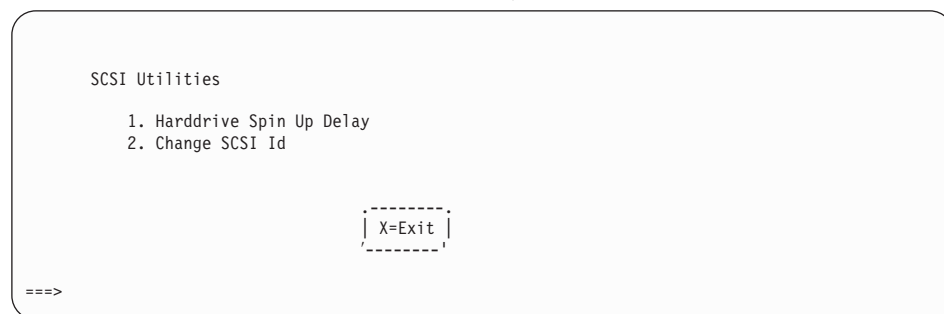 SCSI Utilities
1. Harddrive Spin Up Delay
2. Change SCSI Id
.--------.
| X=Exit |
'--------'
===>